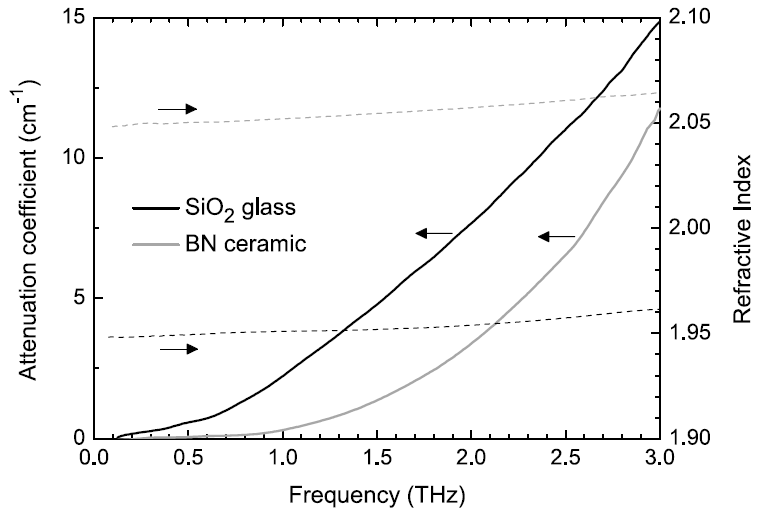 15
10
5
0
Attenuation coefficient (cm⁻¹)
SiO₂ glass
BN ceramic
2.10
2.05
2.00
1.95
1.90
Refractive Index
0.0 0.5 1.0 1.5 2.0 2.5 3.0
Frequency (THz)